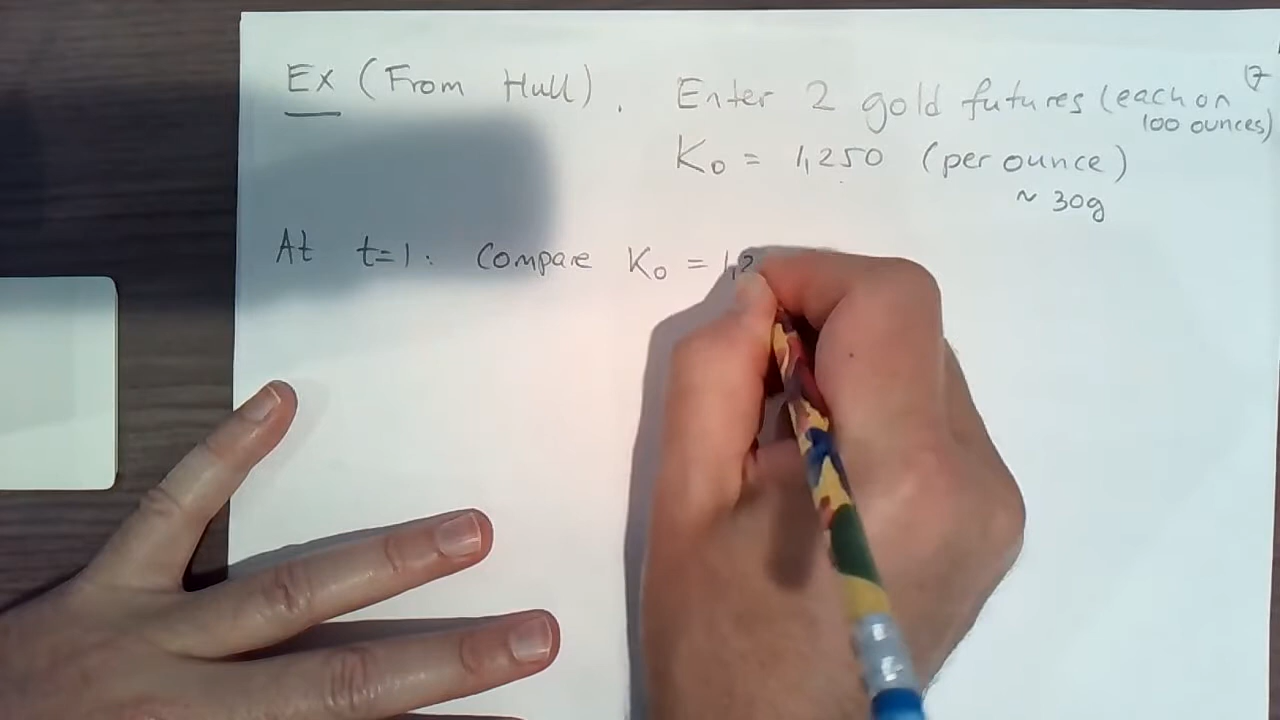 Ex (From Hull). Enter 2 gold futures (each on
100 ounces)
K0 = 1,250 (per ounce)
~ 30g
At t=1: Compare K0 = 1,2